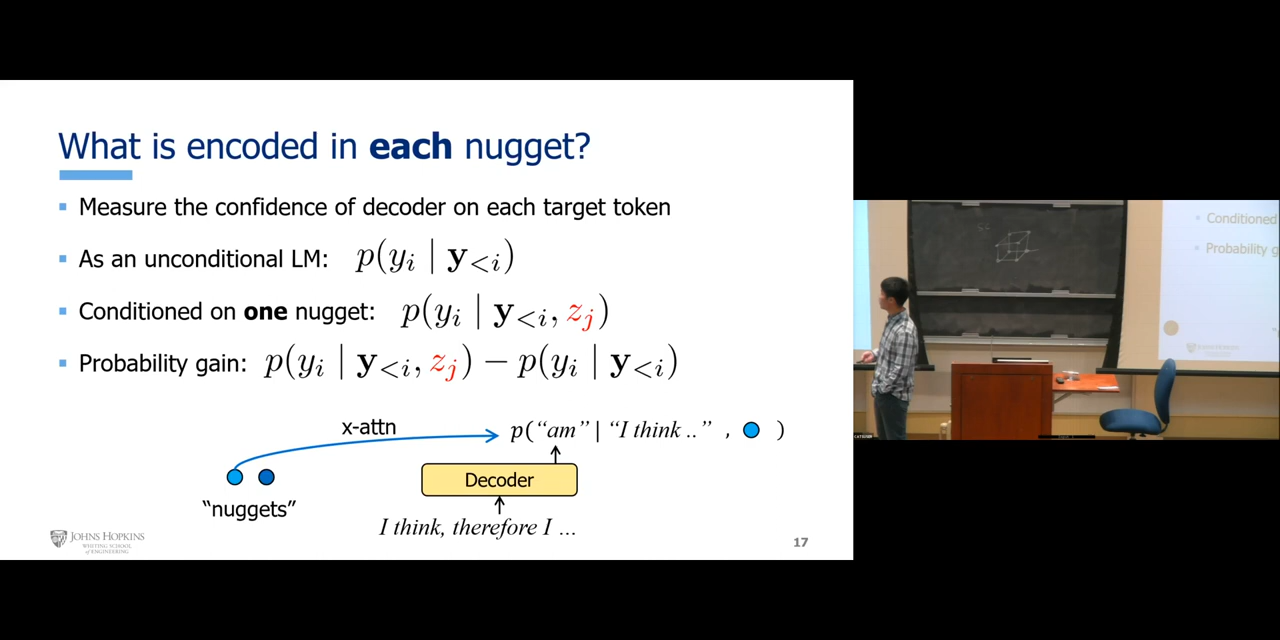 What is encoded in each nugget?
▪ Measure the confidence of decoder on each target token
▪ As an unconditional LM: p(y_i | y_{<i})
▪ Conditioned on one nugget: p(y_i | y_{<i}, z_j)
▪ Probability gain: p(y_i | y_{<i}, z_j) − p(y_i | y_{<i})
x-attn
p(“am” | “I think ..” , )
Decoder
“nuggets”
I think, therefore I ...
JOHNS HOPKINS
WHITING SCHOOL
of ENGINEERING
17
Conditioned
Probability g